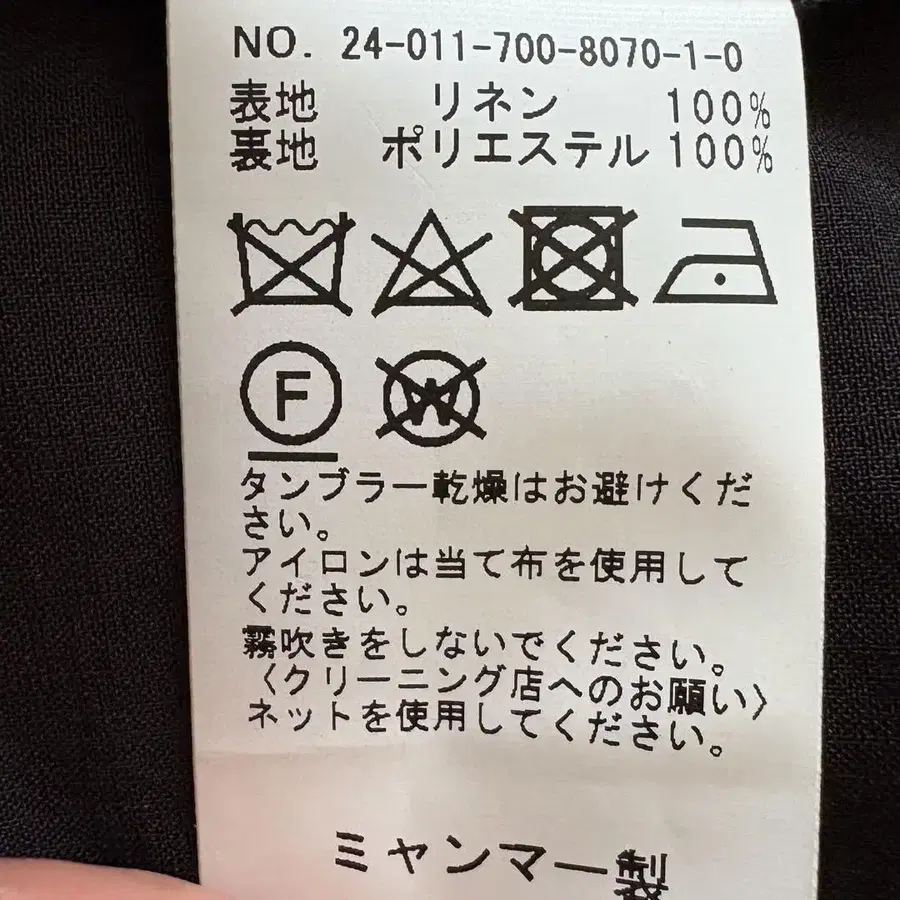 NO. 24-011-700-8070-1-0
表地 リネン 100%
裏地 ポリエステル 100%
F W
タンブラー乾燥はお避けくだ
さい。
アイロンは当て布を使用して
ください。
霧吹きをしないでください。
〈クリーニング店へのお願い〉
ネットを使用してください。
ミャンマー製